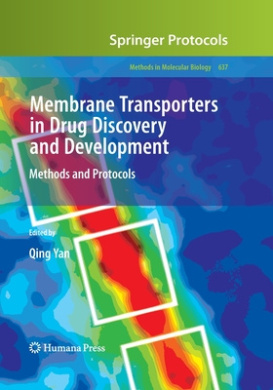 Springer Protocols
Methods in Molecular Biology 637
Membrane Transporters
in Drug Discovery
and Development
Methods and Protocols
Edited by
Qing Yan
Humana Press